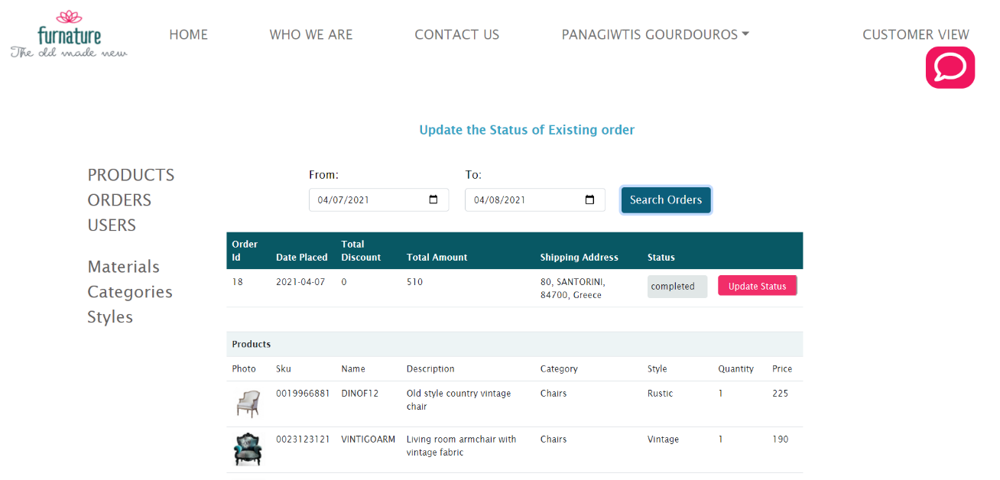 furnature
The old made new
HOME
WHO WE ARE
CONTACT US
PANAGIWTIS GOURDOUROS
CUSTOMER VIEW
Update the Status of Existing order
PRODUCTS
ORDERS
USERS
Materials
Categories
Styles
From:
To:
04/07/2021
04/08/2021
Search Orders
Order
Id
Date Placed
Total
Discount
Total Amount
Shipping Address
Status
18
2021-04-07
0
510
80, SANTORINI,
84700, Greece
completed
Update Status
Products
Photo
Sku
Name
Description
Category
Style
Quantity
Price
0019966881
DINOF12
Old style country vintage
chair
Chairs
Rustic
1
225
0023123121
VINTIGOARM
Living room armchair with
vintage fabric
Chairs
Vintage
1
190